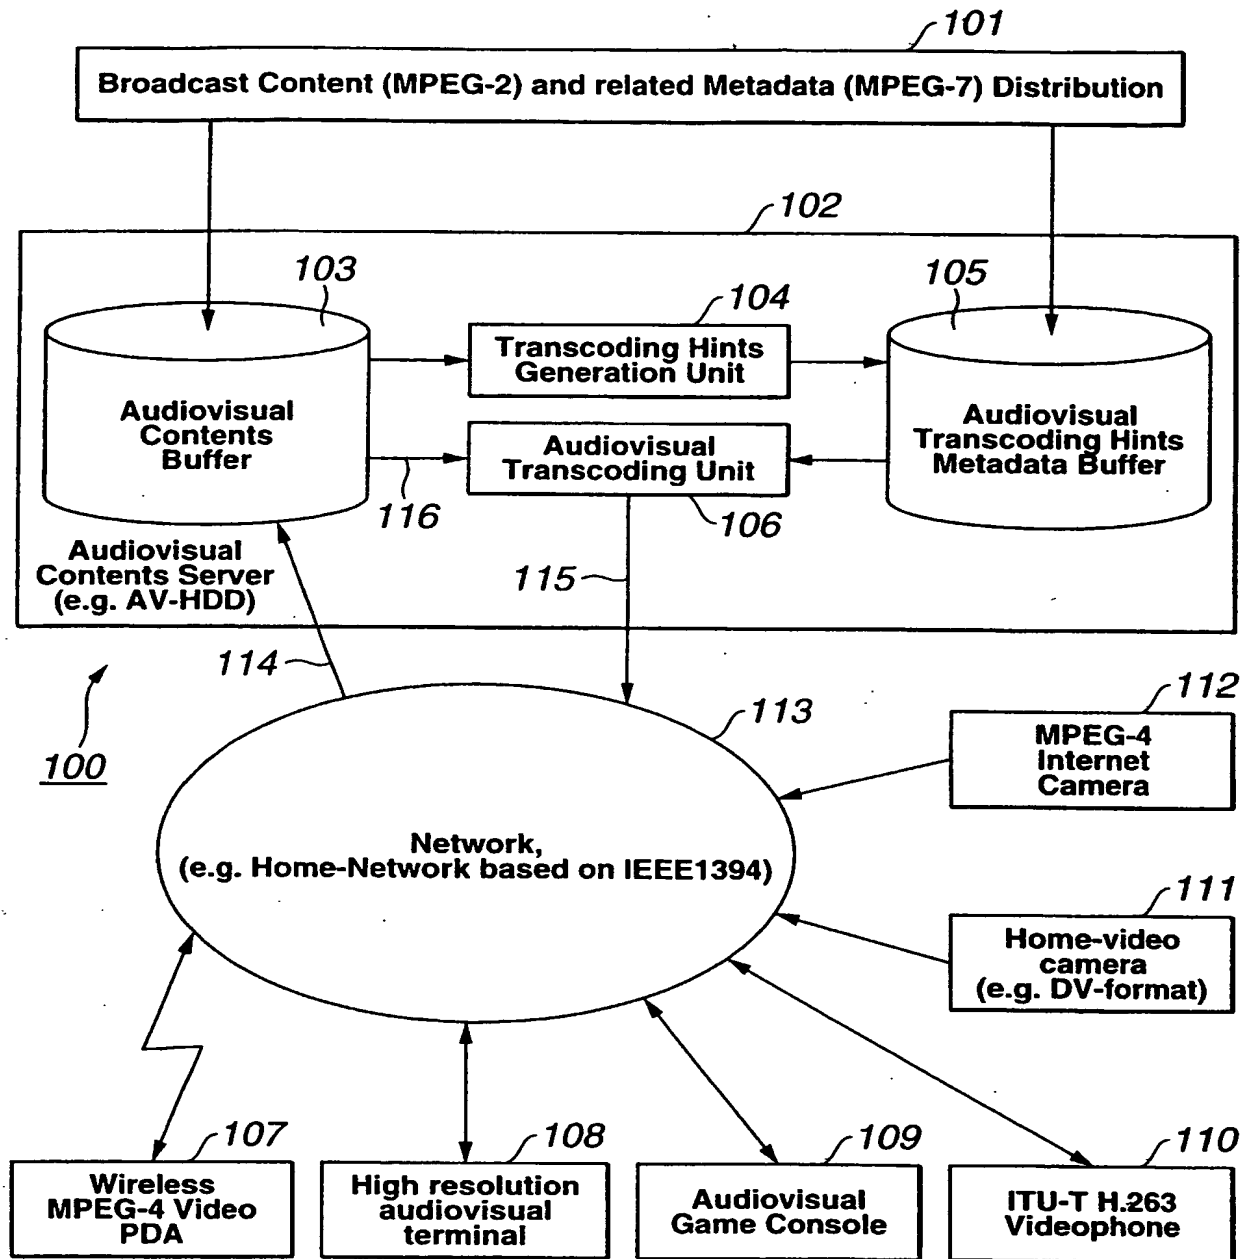 101
Broadcast Content (MPEG-2) and related Metadata (MPEG-7) Distribution
102
103
104
105
Transcoding Hints
Generation Unit
Audiovisual
Contents
Buffer
Audiovisual
Transcoding Unit
Audiovisual
Transcoding Hints
Metadata Buffer
116
106
Audiovisual
Contents Server
(e.g. AV-HDD)
115
114
113
112
100
MPEG-4
Internet
Camera
Network,
(e.g. Home-Network based on IEEE1394)
111
Home-video
camera
(e.g. DV-format)
107
108
109
110
Wireless
MPEG-4 Video
PDA
High resolution
audiovisual
terminal
Audiovisual
Game Console
ITU-T H.263
Videophone